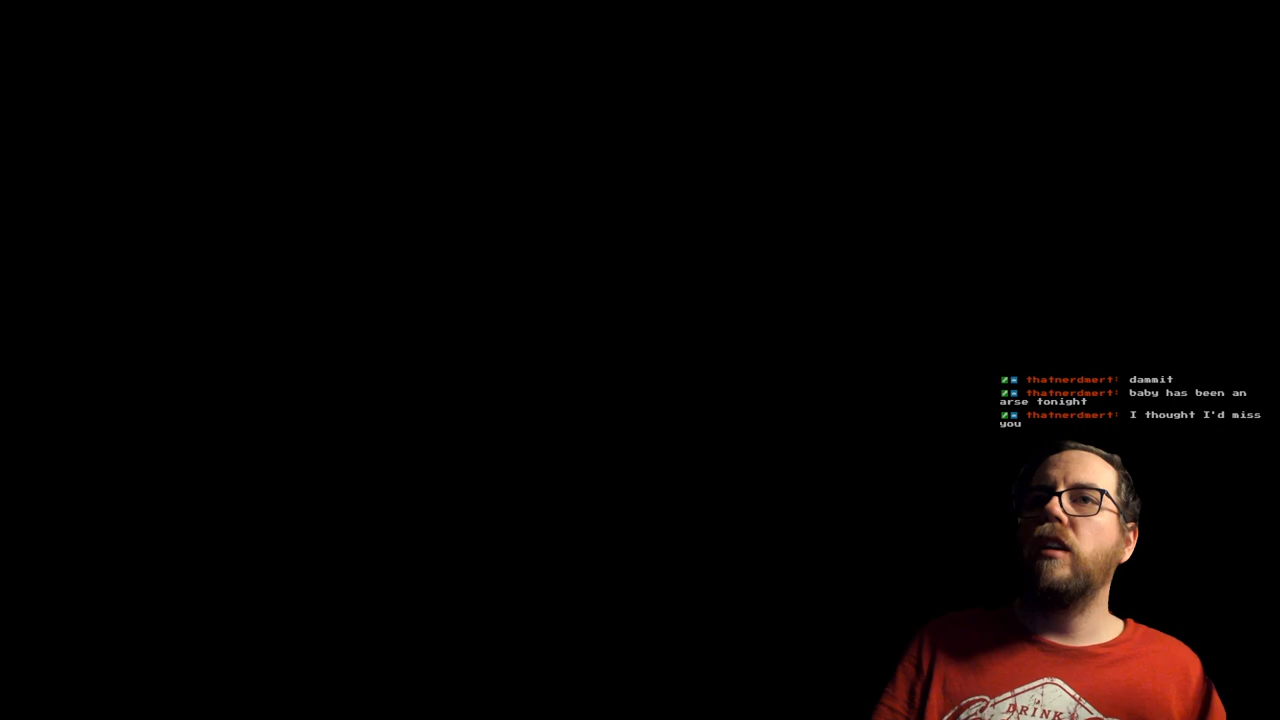 thatnerdmert: dammit
thatnerdmert: baby has been an
arse tonight
thatnerdmert: I thought I'd miss
you
DRINK